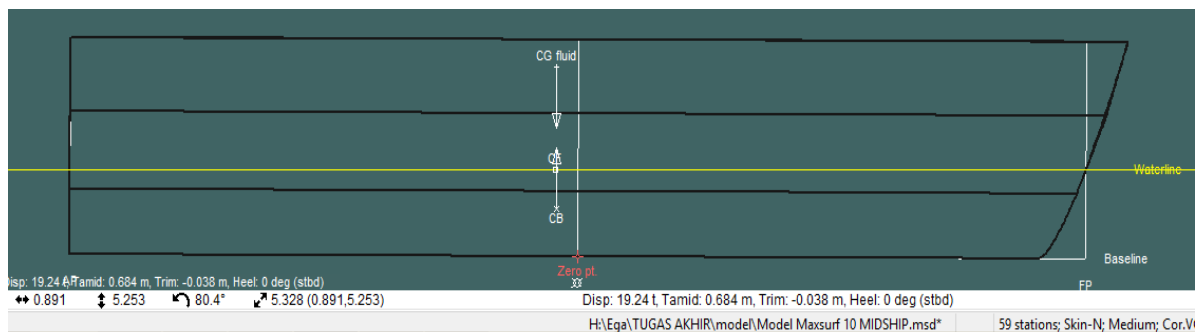 CG fluid
Waterline
CB
Baseline
Zero pt.
FP
Disp: 19.24 t, Tamid: 0.684 m, Trim: -0.038 m, Heel: 0 deg (stbd)
0.891 5.253 80.4° 5.328 (0.891,5.253) Disp: 19.24 t, Tamid: 0.684 m, Trim: -0.038 m, Heel: 0 deg (stbd)
H:\Ega\TUGAS AKHIR\model\Model Maxsurf 10 MIDSHIP.msd* 59 stations; Skin-N; Medium; Cor.VC